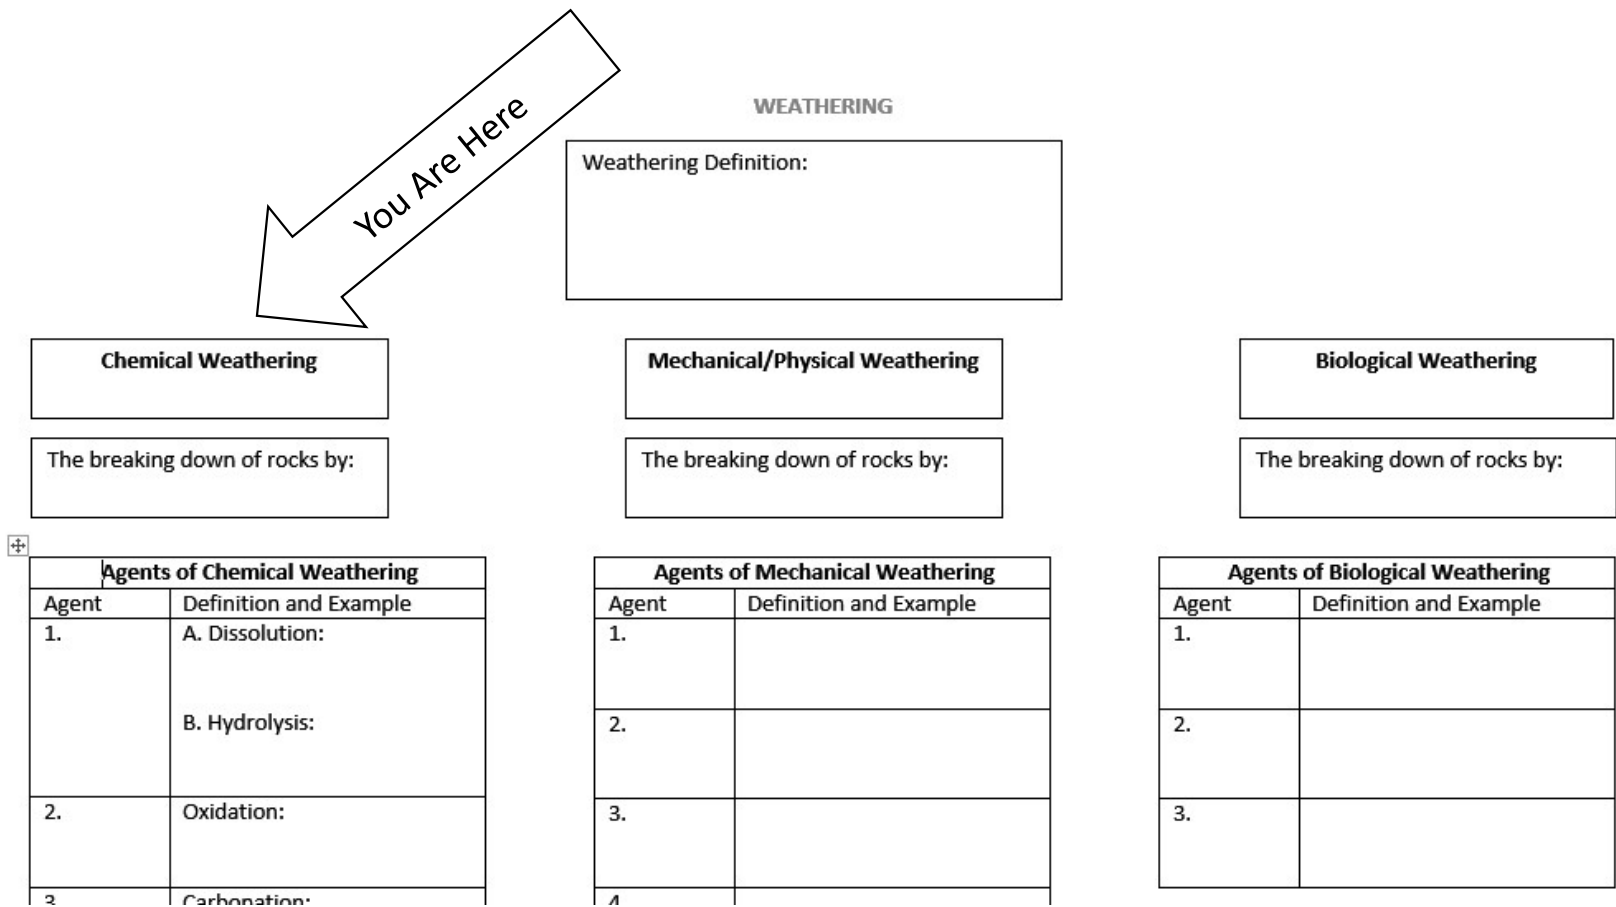 You Are Here
WEATHERING
Weathering Definition:
Chemical Weathering
Mechanical/Physical Weathering
Biological Weathering
The breaking down of rocks by:
The breaking down of rocks by:
The breaking down of rocks by:
Agents of Chemical Weathering
Agent Definition and Example
1. A. Dissolution:
B. Hydrolysis:
2. Oxidation:
3. Carbonation:
Agents of Mechanical Weathering
Agent Definition and Example
1.
2.
3.
4.
Agents of Biological Weathering
Agent Definition and Example
1.
2.
3.